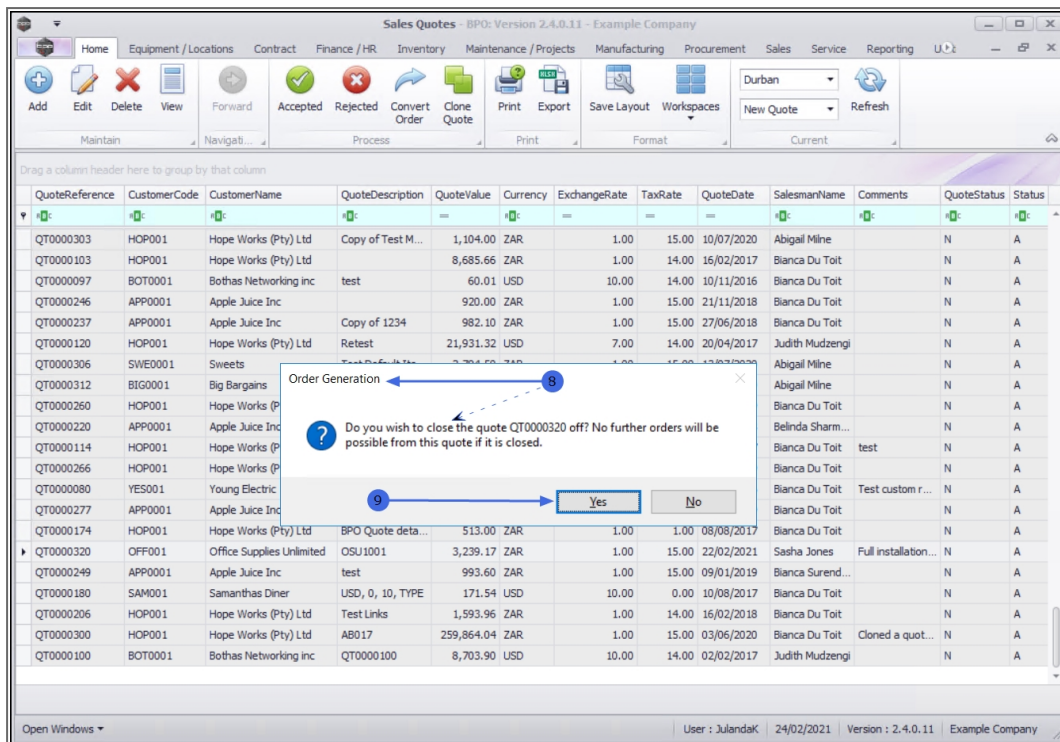 Sales Quotes - BPO: Version 2.4.0.11 - Example Company
Home Equipment / Locations Contract Finance / HR Inventory Maintenance / Projects Manufacturing Procurement Sales Service Reporting
Add Edit Delete View Forward Accepted Rejected Convert Order Clone Quote Print Export Save Layout Workspaces Durban New Quote Refresh
Maintain Navigati... Process Print Format Current
Drag a column header here to group by that column
QuoteReference CustomerCode CustomerName QuoteDescription QuoteValue Currency ExchangeRate TaxRate QuoteDate SalesmanName Comments QuoteStatus Status
QT0000303 HOP001 Hope Works (Pty) Ltd Copy of Test M... 1,104.00 ZAR 1.00 15.00 10/07/2020 Abigail Milne N A
QT0000103 HOP001 Hope Works (Pty) Ltd 8,685.66 ZAR 1.00 14.00 16/02/2017 Bianca Du Toit N A
QT0000097 BOT0001 Bothas Networking inc test 60.01 USD 10.00 14.00 10/11/2016 Bianca Du Toit N A
QT0000246 APP0001 Apple Juice Inc 920.00 ZAR 1.00 15.00 21/11/2018 Bianca Du Toit N A
QT0000237 APP0001 Apple Juice Inc Copy of 1234 982.10 ZAR 1.00 15.00 27/06/2018 Bianca Du Toit N A
QT0000120 HOP001 Hope Works (Pty) Ltd Retest 21,931.32 USD 7.00 14.00 20/04/2017 Judith Mudzengi N A
QT0000306 SWE0001 Sweets Abigail Milne N A
QT0000312 BIG0001 Big Bargains Abigail Milne N A
QT0000260 HOP001 Hope Works (P Bianca Du Toit N A
QT0000220 APP0001 Apple Juice Inc Belinda Sharm... N A
QT0000114 HOP001 Hope Works (P Bianca Du Toit test N A
QT0000266 HOP001 Hope Works (P Bianca Du Toit N A
QT0000080 YES001 Young Electric Bianca Du Toit Test custom r... N A
QT0000277 APP0001 Apple Juice Inc Bianca Du Toit N A
QT0000174 HOP001 Hope Works (Pty) Ltd BPO Quote deta... 513.00 ZAR 1.00 1.00 08/08/2017 Bianca Du Toit N A
QT0000320 OFF001 Office Supplies Unlimited OSU1001 3,239.17 ZAR 1.00 15.00 22/02/2021 Sasha Jones Full installation... N A
QT0000249 APP0001 Apple Juice Inc test 993.60 ZAR 1.00 15.00 09/01/2019 Bianca Surend... N A
QT0000180 SAM001 Samanthas Diner USD, 0, 10, TYPE 171.54 USD 10.00 0.00 10/08/2017 Bianca Du Toit N A
QT0000206 HOP001 Hope Works (Pty) Ltd Test Links 1,593.96 ZAR 1.00 14.00 16/02/2018 Bianca Du Toit N A
QT0000300 HOP001 Hope Works (Pty) Ltd AB017 259,864.04 ZAR 1.00 15.00 03/06/2020 Bianca Du Toit Cloned a quot... N A
QT0000100 BOT0001 Bothas Networking inc QT0000100 8,703.90 USD 10.00 14.00 02/02/2017 Judith Mudzengi N A
Order Generation 8
Do you wish to close the quote QT0000320 off? No further orders will be
possible from this quote if it is closed.
9 Yes No
Open Windows User : JulandaK 24/02/2021 Version : 2.4.0.11 Example Company